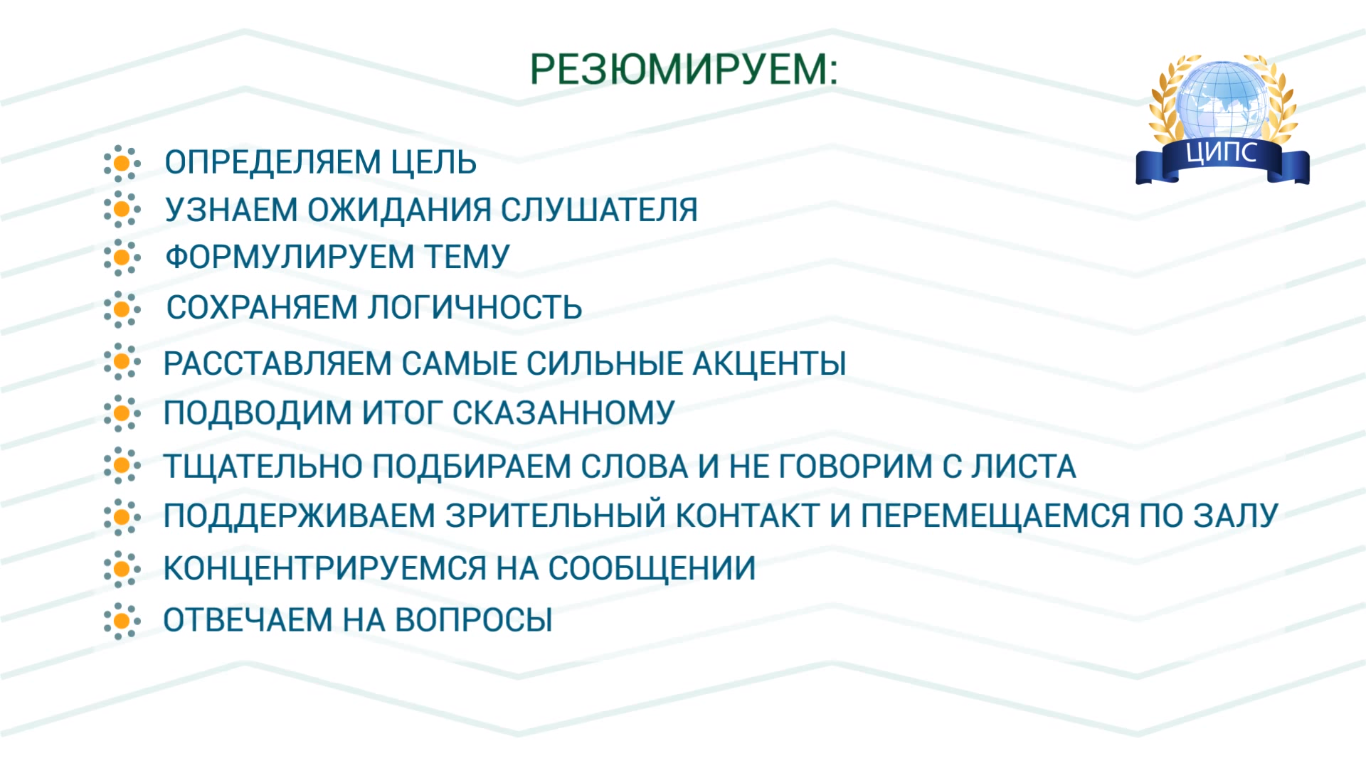 РЕЗЮМИРУЕМ:
ЦИПС
ОПРЕДЕЛЯЕМ ЦЕЛЬ
УЗНАЕМ ОЖИДАНИЯ СЛУШАТЕЛЯ
ФОРМУЛИРУЕМ ТЕМУ
СОХРАНЯЕМ ЛОГИЧНОСТЬ
РАССТАВЛЯЕМ САМЫЕ СИЛЬНЫЕ АКЦЕНТЫ
ПОДВОДИМ ИТОГ СКАЗАННОМУ
ТЩАТЕЛЬНО ПОДБИРАЕМ СЛОВА И НЕ ГОВОРИМ С ЛИСТА
ПОДДЕРЖИВАЕМ ЗРИТЕЛЬНЫЙ КОНТАКТ И ПЕРЕМЕЩАЕМСЯ ПО ЗАЛУ
КОНЦЕНТРИРУЕМСЯ НА СООБЩЕНИИ
ОТВЕЧАЕМ НА ВОПРОСЫ